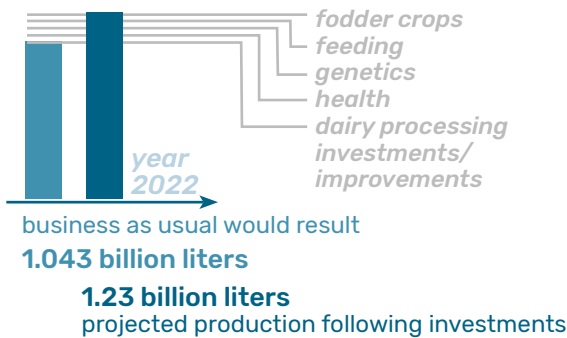 fodder crops
feeding
genetics
health
dairy processing
investments/
improvements
year
2022
business as usual would result
1.043 billion liters
1.23 billion liters
projected production following investments